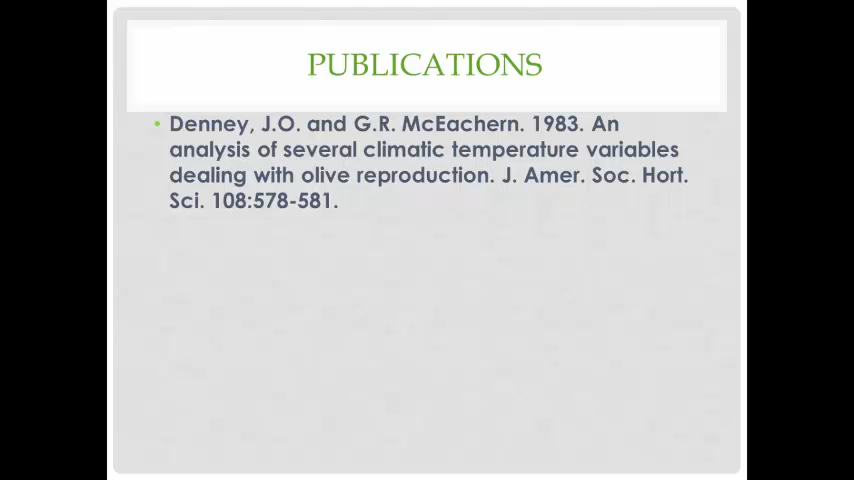 PUBLICATIONS
• Denney, J.O. and G.R. McEachern. 1983. An
analysis of several climatic temperature variables
dealing with olive reproduction. J. Amer. Soc. Hort.
Sci. 108:578-581.